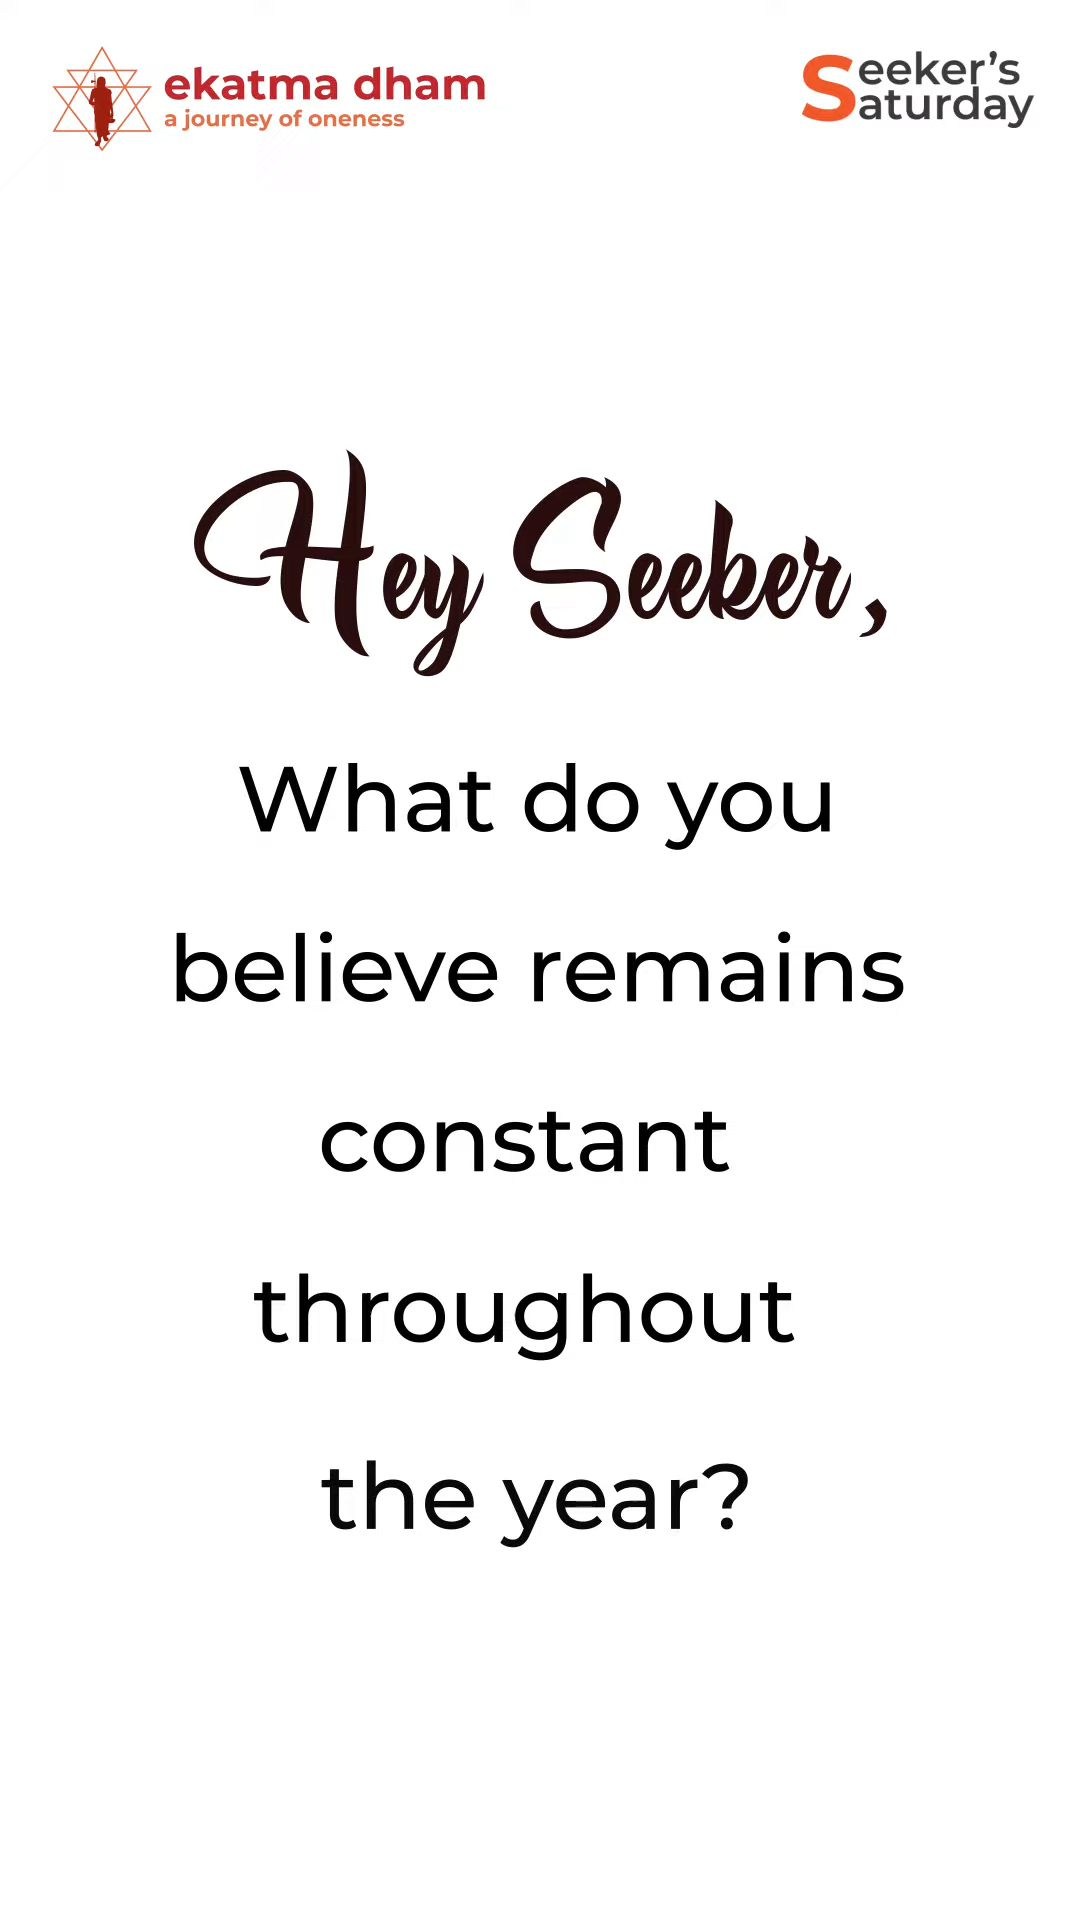 ekatma dham
a journey of oneness
Seeker's
Saturday
Hey Seeker,
What do you
believe remains
constant
throughout
the year?